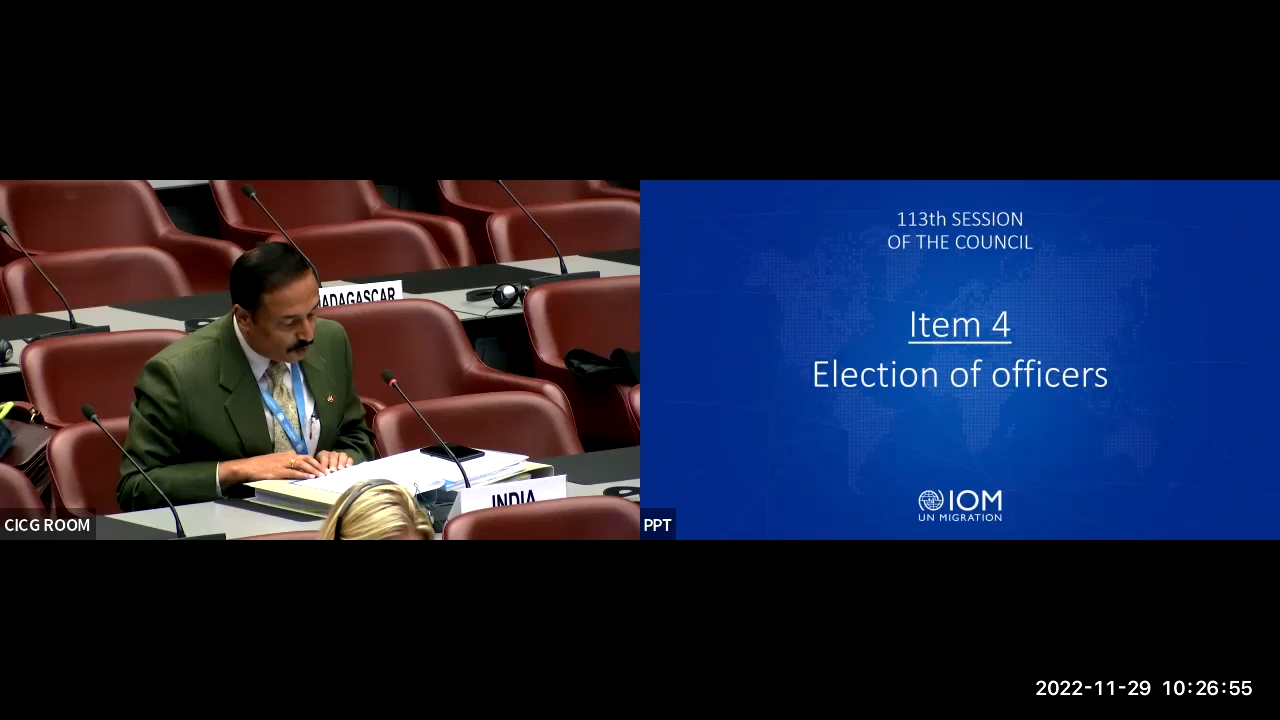 ADAGASCAR
INDIA
CICG ROOM
113th SESSION
OF THE COUNCIL
Item 4
Election of officers
IOM
UN MIGRATION
PPT
2022-11-29 10:26:55